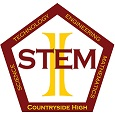 TECHNOLOGY
ENGINEERING
SCIENCE
STEM
MATHEMATICS
I
COUNTRYSIDE HIGH